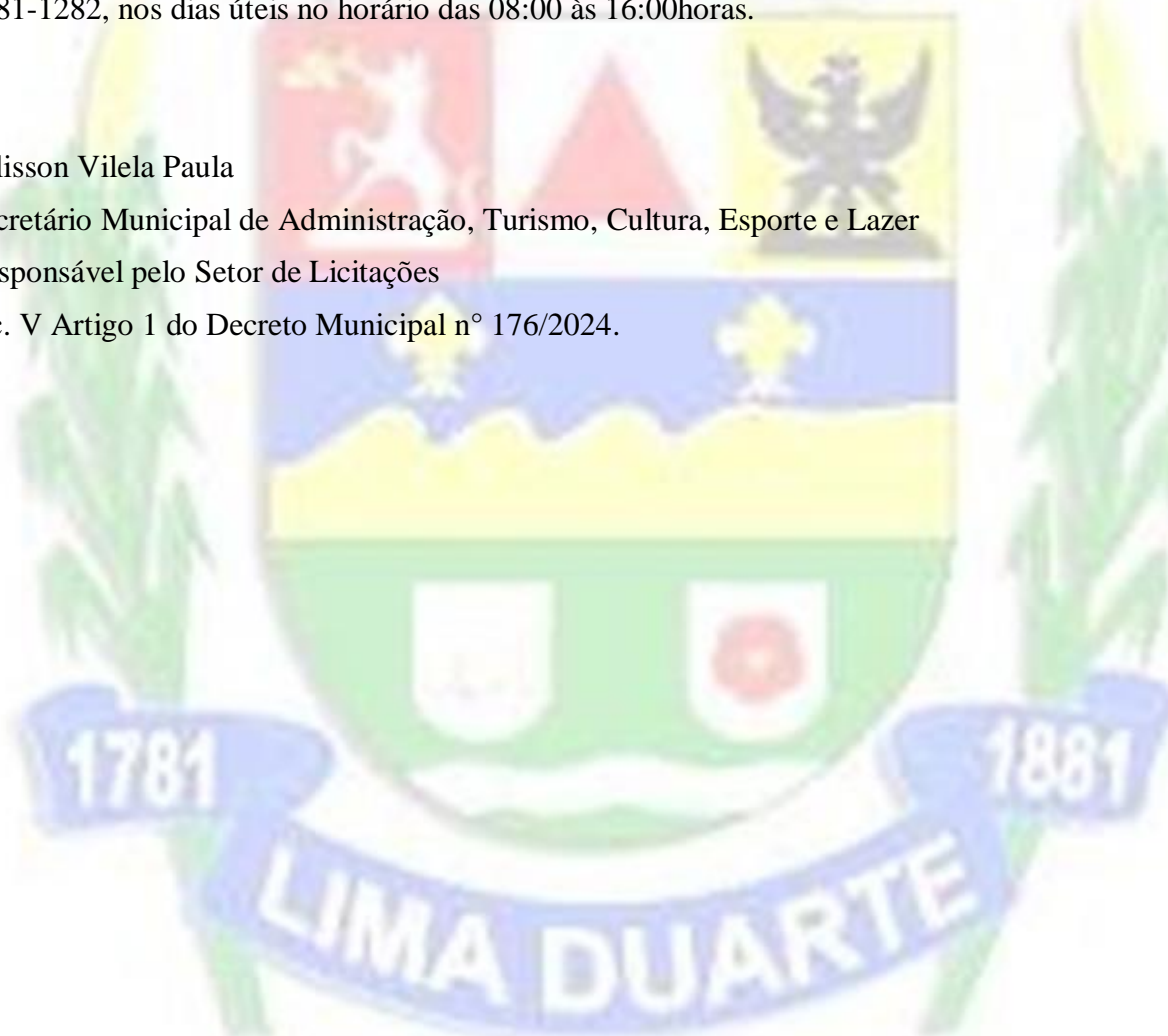 81-1282, nos dias úteis no horário das 08:00 às 16:00horas.
lisson Vilela Paula
cretário Municipal de Administração, Turismo, Cultura, Esporte e Lazer
sponsável pelo Setor de Licitações
c. V Artigo 1 do Decreto Municipal n° 176/2024.
1781
1881
LIMA DUARTE